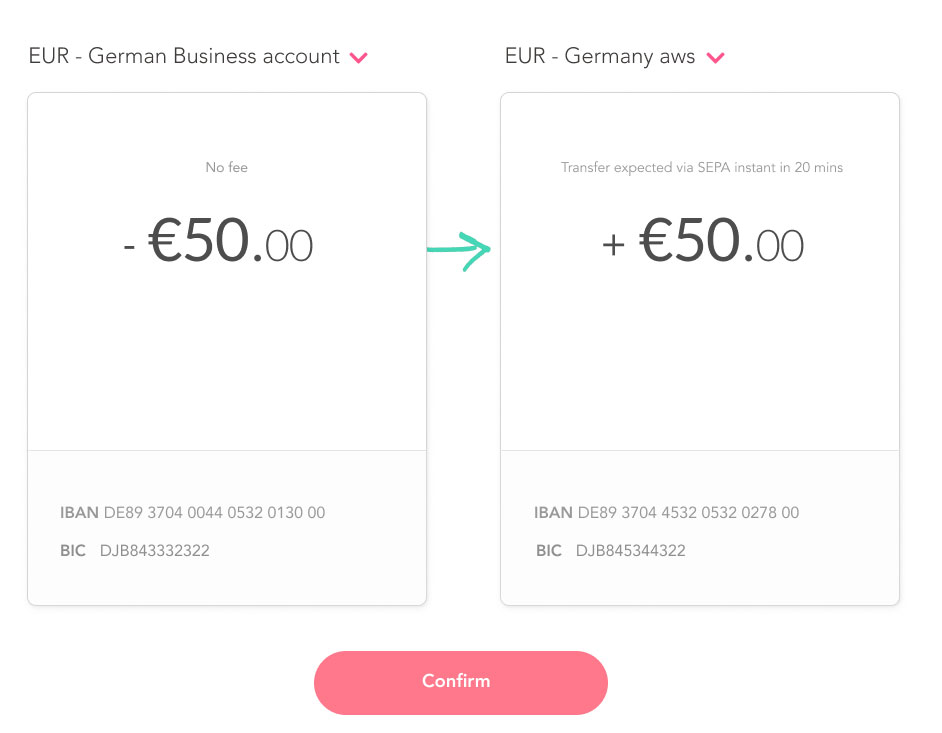 EUR - German Business account
No fee
- €50.00
IBAN DE89 3704 0044 0532 0130 00
BIC DJB843332322
EUR - Germany aws
Transfer expected via SEPA instant in 20 mins
+ €50.00
IBAN DE89 3704 4532 0532 0278 00
BIC DJB845344322
Confirm